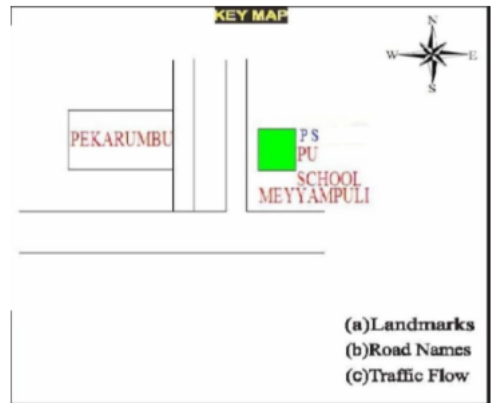 KEY MAP
N
W E
S
PEKARUMBU
P S
PU
SCHOOL
MEYYAMPULI
(a)Landmarks
(b)Road Names
(c)Traffic Flow